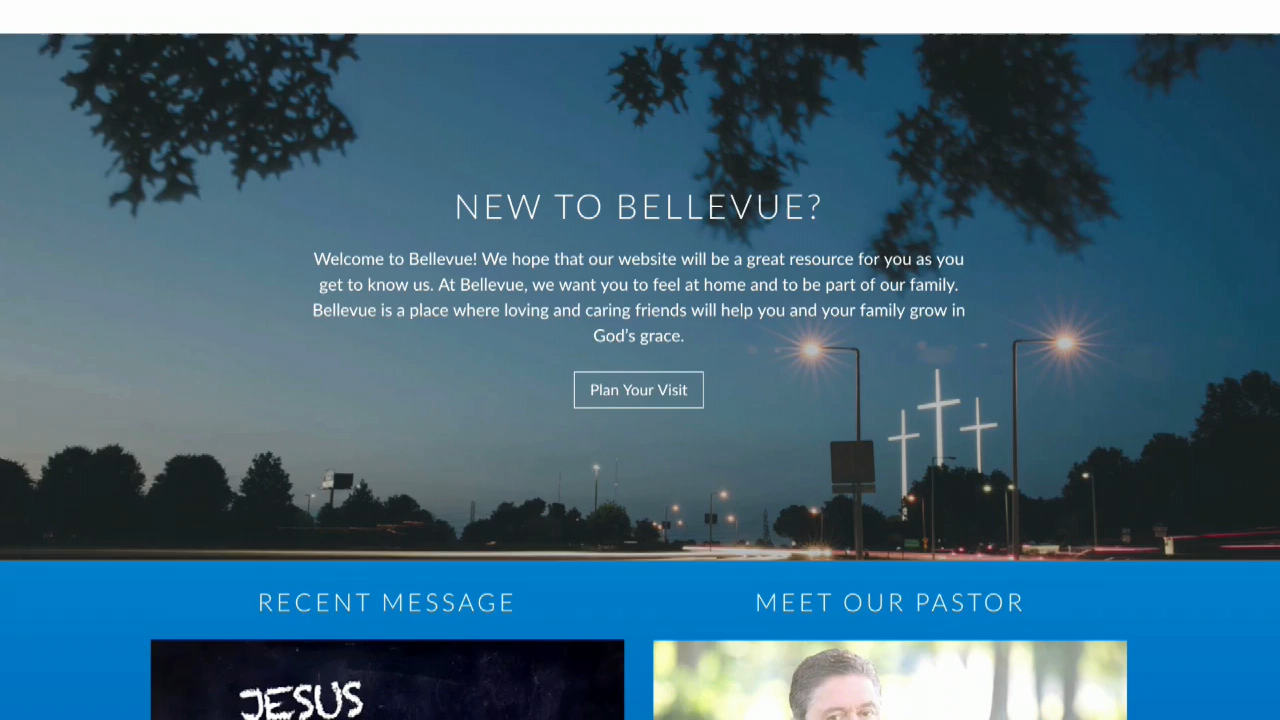 NEW TO BELLEVUE?
Welcome to Bellevue! We hope that our website will be a great resource for you as you
get to know us. At Bellevue, we want you to feel at home and to be part of our family.
Bellevue is a place where loving and caring friends will help you and your family grow in
God's grace.
Plan Your Visit
RECENT MESSAGE
MEET OUR PASTOR
JESUS